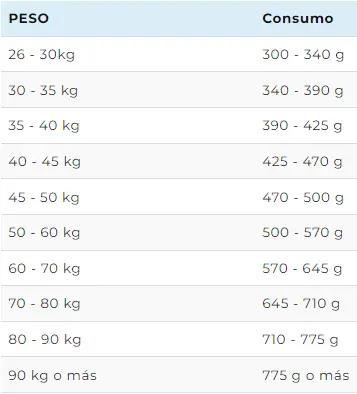 PESO Consumo
26 - 30kg 300 - 340 g
30 - 35 kg 340 - 390 g
35 - 40 kg 390 - 425 g
40 - 45 kg 425 - 470 g
45 - 50 kg 470 - 500 g
50 - 60 kg 500 - 570 g
60 - 70 kg 570 - 645 g
70 - 80 kg 645 - 710 g
80 - 90 kg 710 - 775 g
90 kg o más 775 g o más